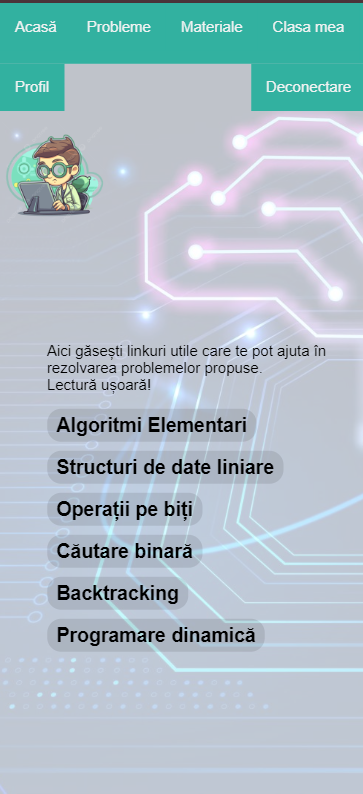 Acasă Probleme Materiale Clasa mea
Profil Deconectare
Aici găsești linkuri utile care te pot ajuta în
rezolvarea problemelor propuse.
Lectură ușoară!
Algoritmi Elementari
Structuri de date liniare
Operații pe biți
Căutare binară
Backtracking
Programare dinamică